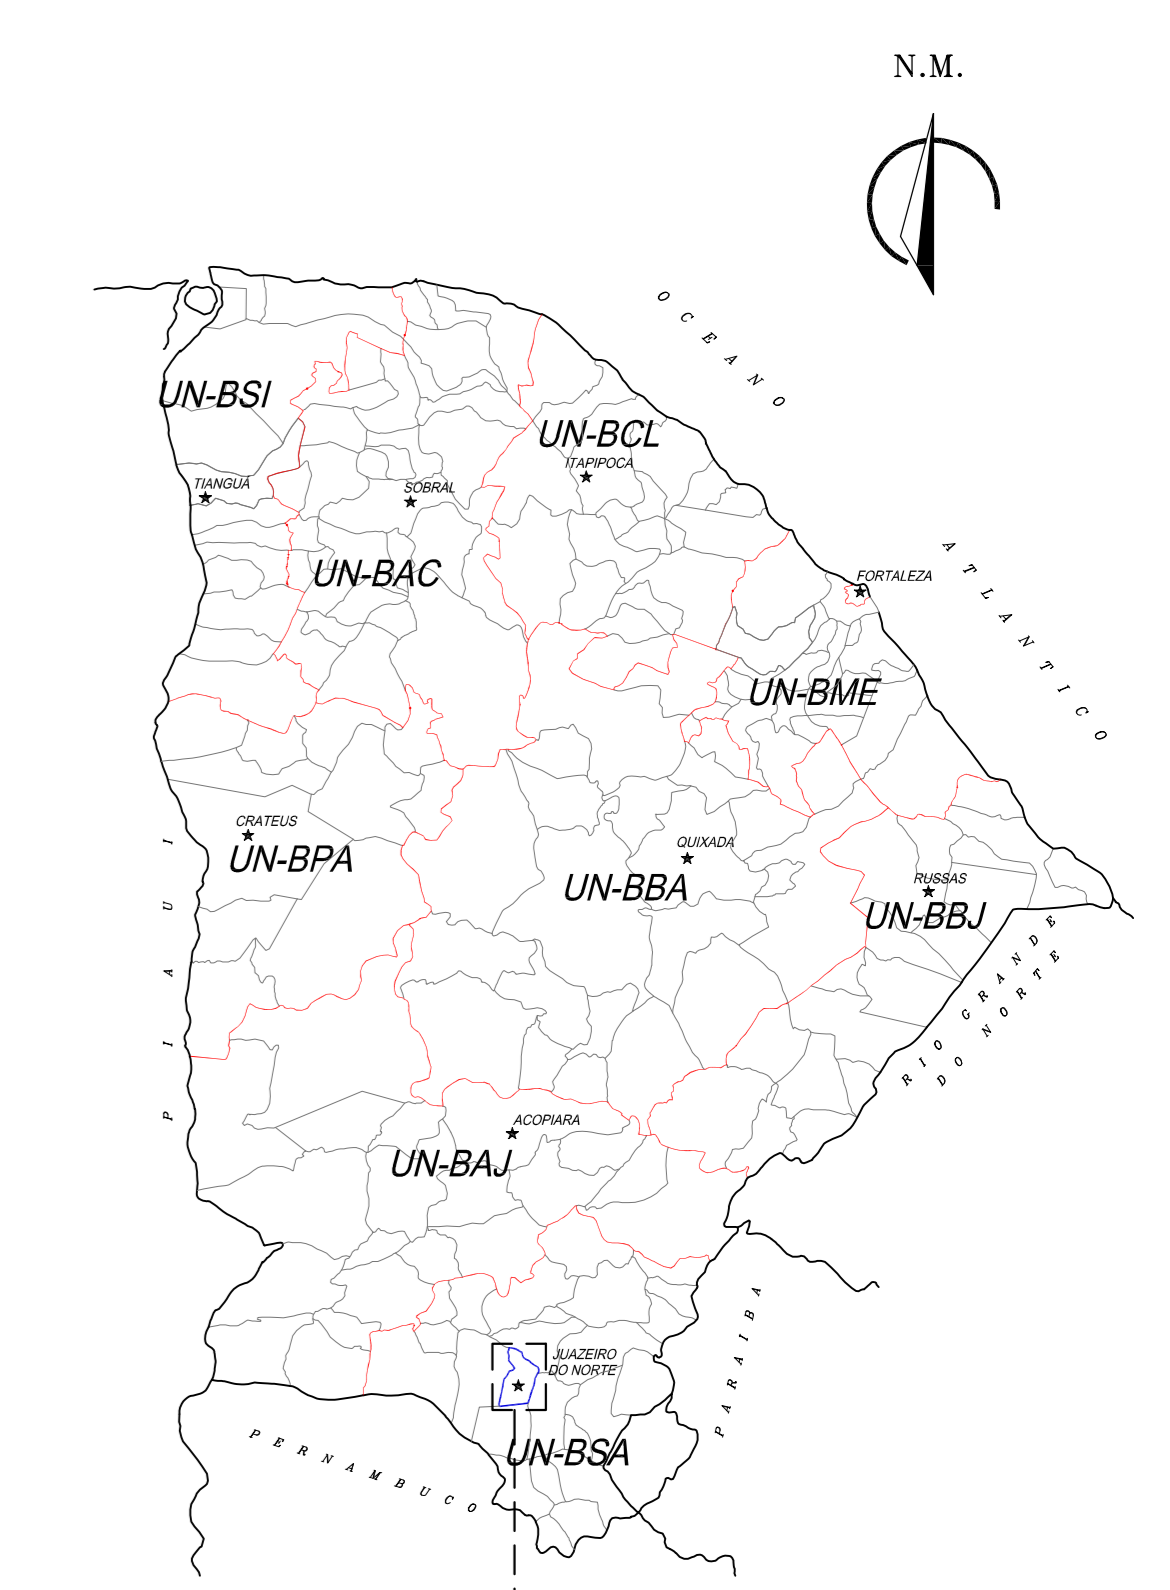 N.M.
OCEANO
ATLANTICO
UN-BSI
TIANGUÁ
UN-BCL
ITAPIPOCA
SOBRAL
UN-BAC
FORTALEZA
UN-BME
CRATEUS
UN-BPA
QUIXADA
UN-BBA
RUSSAS
UN-BBJ
PIAUI
RIO GRANDE
DO NORTE
ACOPIARA
UN-BAJ
PARAIBA
JUAZEIRO
DO NORTE
UN-BSA
PERNAMBUCO